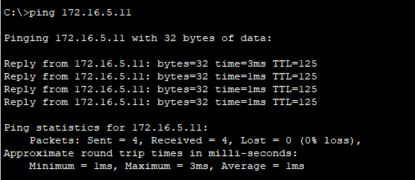 C:\>ping 172.16.5.11
Pinging 172.16.5.11 with 32 bytes of data:
Reply from 172.16.5.11: bytes=32 time=3ms TTL=125
Reply from 172.16.5.11: bytes=32 time=1ms TTL=125
Reply from 172.16.5.11: bytes=32 time=1ms TTL=125
Reply from 172.16.5.11: bytes=32 time=1ms TTL=125
Ping statistics for 172.16.5.11:
    Packets: Sent = 4, Received = 4, Lost = 0 (0% loss),
Approximate round trip times in milli-seconds:
    Minimum = 1ms, Maximum = 3ms, Average = 1ms